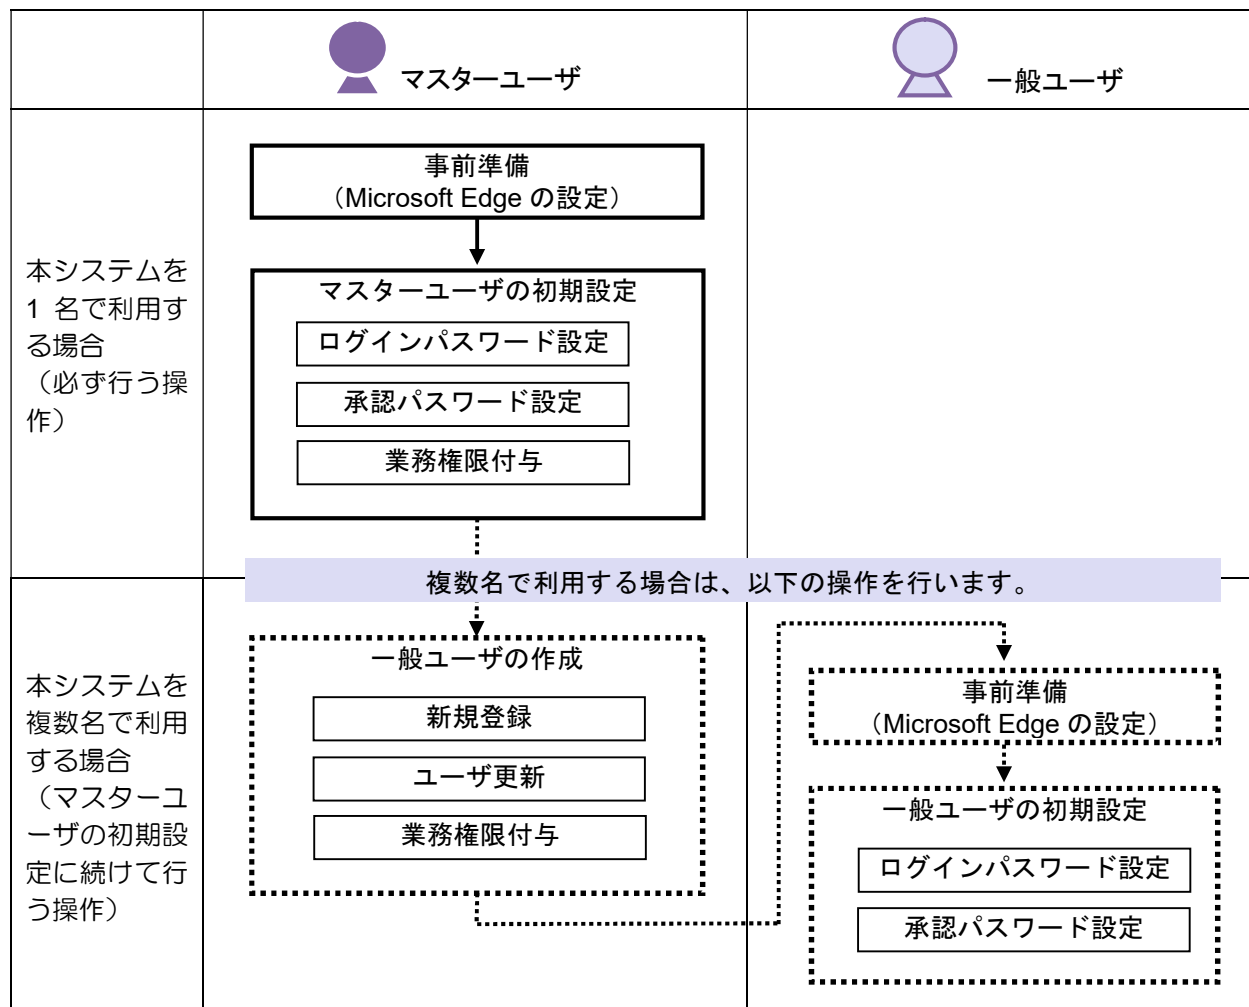 マスターユーザ
一般ユーザ
本システムを
1 名で利用す
る場合
（必ず行う操
作）
事前準備
（Microsoft Edge の設定）
マスターユーザの初期設定
ログインパスワード設定
承認パスワード設定
業務権限付与
複数名で利用する場合は、以下の操作を行います。
本システムを
複数名で利用
する場合
（マスターユ
ーザの初期設
定に続けて行
う操作）
一般ユーザの作成
新規登録
ユーザ更新
業務権限付与
事前準備
（Microsoft Edge の設定）
一般ユーザの初期設定
ログインパスワード設定
承認パスワード設定